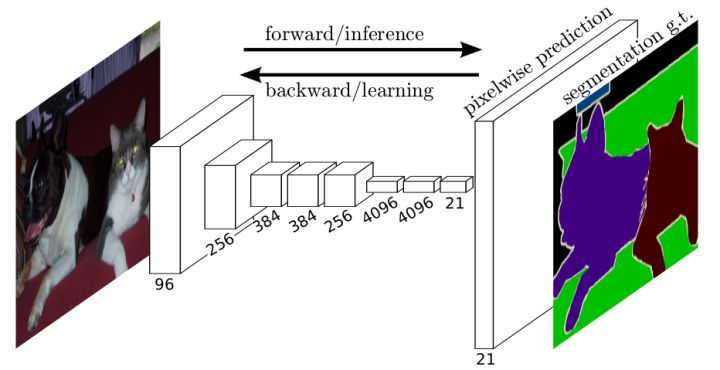 forward/inference
backward/learning
pixelwise prediction
segmentation g.t.
96
256
384
384
256
4096
4096
21
21